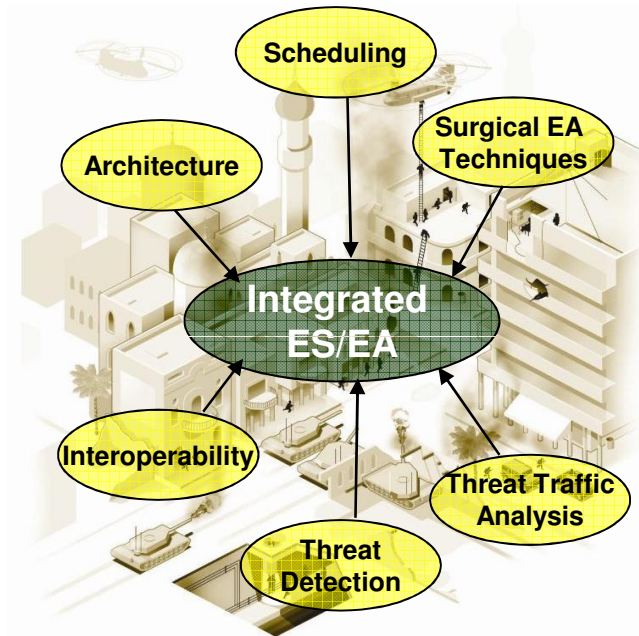 Scheduling
Surgical EA
Techniques
Architecture
Integrated
ES/EA
Interoperability
Threat Traffic
Analysis
Threat
Detection